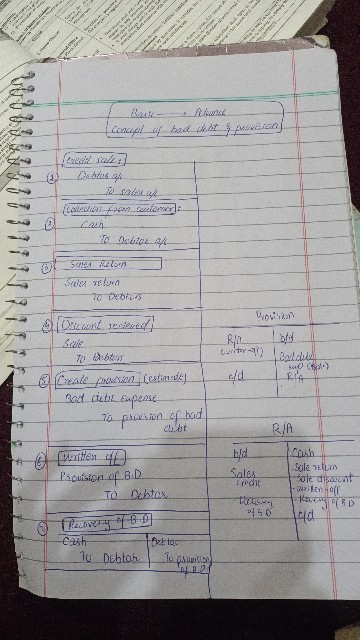 Basic → Advance
Concept of bad debt & provision
Credit sale:
① Debtor a/c
To sales a/c
Collection from customer:
② Cash
To Debtor a/c
③ Sales Return
Sales return
To Debtors
④ Discount recieved,
Sale
To Debtors
⑤ Create provision (estimate)
Bad debt Expense
To provision of bad
debt
⑥ Written off
Provision of B.D
To Debtor
⑦ Recovery of B.D
Cash
To Debtor
Debtor
To provision
of B.D
Provision
R/A
(written-off)
c/d
b/d
Bad debt
R/A
R/A
b/d
Sales
credit
Recovery
of B D
Cash
Sale return
Sale discount
- written-off
- Recovery of B D
c/d